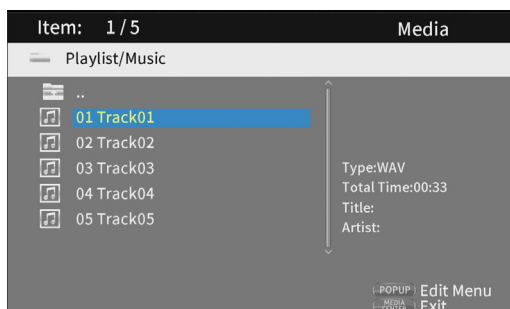 Item: 1/5 Media
Playlist/Music
..
01 Track01
02 Track02
03 Track03
04 Track04
05 Track05
Type:WAV
Total Time:00:33
Title:
Artist:
POPUP Edit Menu
MEDIA CENTER Exit